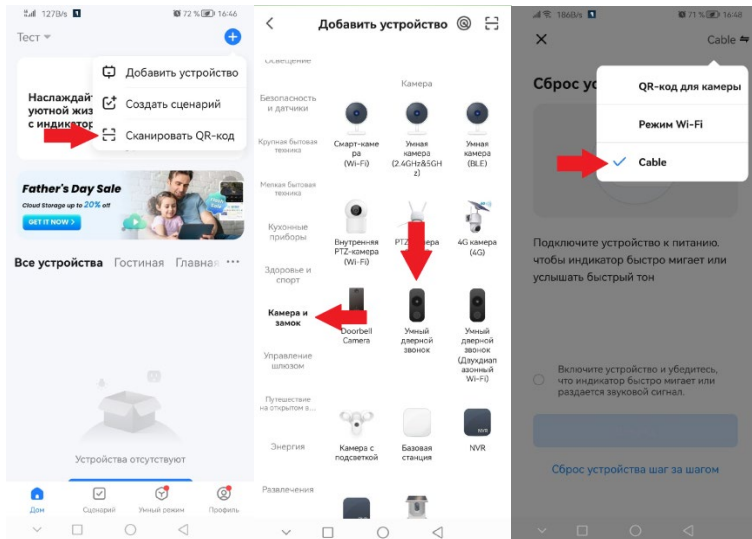 127B/s 72 % 16:46
Тест
Добавить устройство
Создать сценарий
Сканировать QR-код
Наслаждай
уютной жиз
с индикатор
Father's Day Sale
Cloud Storage up to 20% off
GET IT NOW >
Все устройства Гостиная Главна ...
Устройства отсутствуют
Дом Сценарий Умный режим Профиль
Добавить устройство
Освещение
Безопасность
и датчики
Крупная бытовая
техника
Мелкая бытовая
техника
Кухонные
приборы
Здоровье и
спорт
Камера и
замок
Управление
шлюзом
Путешествие
на открытом в...
Энергия
Развлечения
Камера
Смарт-каме
ра
(Wi-Fi)
Умная
камера
(2.4GHz&5GH
z)
Умная
камера
(BLE)
Внутренняя
PTZ-камера
(Wi-Fi)
4G камера
(4G)
Doorbell
Camera
Умный
дверной
звонок
Умный
дверной
звонок
(Двухдиап
азонный
Wi-Fi)
Камера с
подсветкой
Базовая
станция
NVR
NVR
186B/s 71 % 16:48
Cable
Сброс ус
QR-код для камеры
Режим Wi-Fi
Cable
Подключите устройство к питанию.
чтобы индикатор быстро мигает или
услышать быстрый тон
Включите устройство и убедитесь,
что индикатор быстро мигает или
раздается звуковой сигнал.
Сброс устройства шаг за шагом